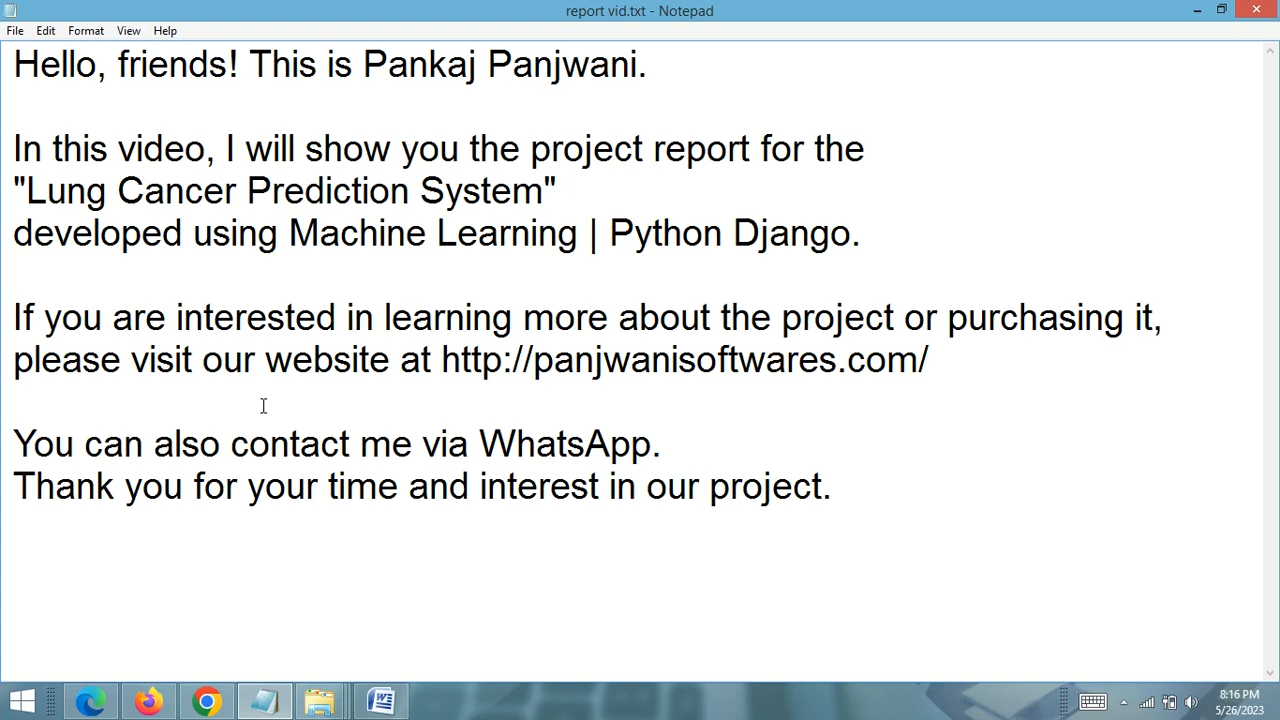 report vid.txt - Notepad
File Edit Format View Help
Hello, friends! This is Pankaj Panjwani.
In this video, I will show you the project report for the
"Lung Cancer Prediction System"
developed using Machine Learning | Python Django.
If you are interested in learning more about the project or purchasing it,
please visit our website at http://panjwanisoftwares.com/
You can also contact me via WhatsApp.
Thank you for your time and interest in our project.
8:16 PM
5/26/2023